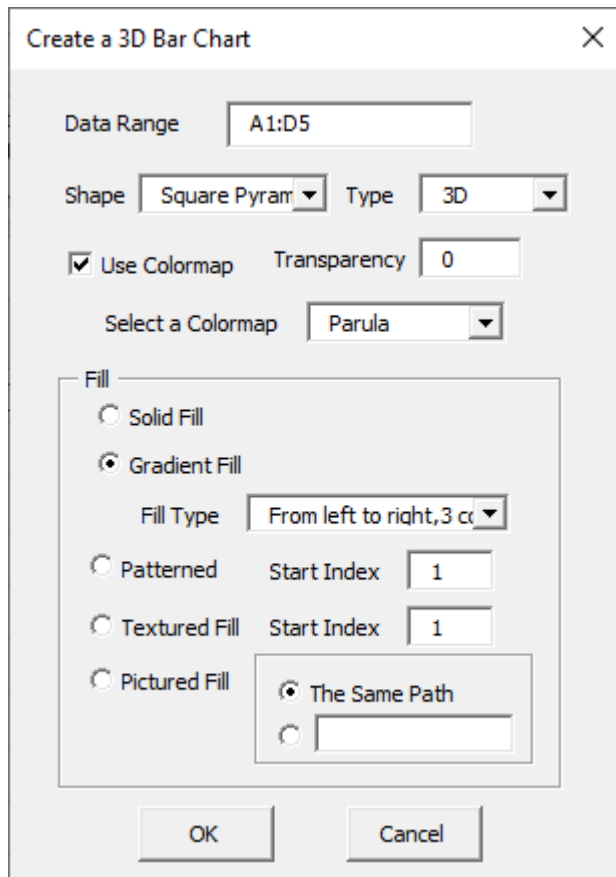 Create a 3D Bar Chart
Data Range A1:D5
Shape Square Pyram Type 3D
Use Colormap Transparency 0
Select a Colormap Parula
Fill
Solid Fill
Gradient Fill
Fill Type From left to right,3 co
Patterned Start Index 1
Textured Fill Start Index 1
Pictured Fill
The Same Path
OK Cancel